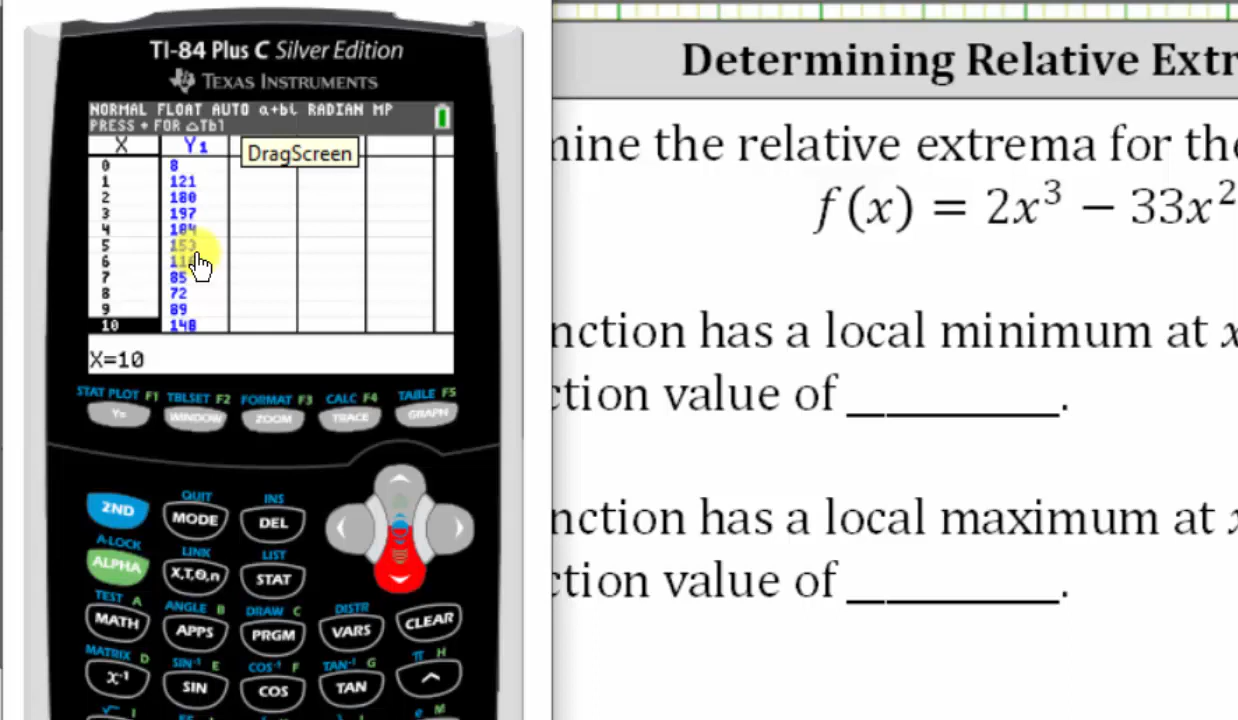 TI-84 Plus C Silver Edition
TEXAS INSTRUMENTS
NORMAL FLOAT AUTO a+bi RADIAN MP
PRESS + FOR △Tbl
X Y1
DragScreen
0 8
1 121
2 180
3 197
4 184
5 153
6
7 85
8 72
9 89
10 148
X=10
STAT PLOT F1 TBLSET F2 FORMAT F3 CALC F4 TABLE F5
Y= WINDOW ZOOM TRACE GRAPH
QUIT INS
2ND MODE DEL
A-LOCK LINK LIST
ALPHA X,T,Θ,n STAT
TEST A ANGLE B DRAW C DISTR
MATH APPS PRGM VARS CLEAR
MATRIX D SIN⁻¹ E COS⁻¹ F TAN⁻¹ G π H
X⁻¹ SIN COS TAN ^
Determining Relative Extr
mine the relative extrema for the
f(x) = 2x³ − 33x²
nction has a local minimum at x
ction value of __________.
nction has a local maximum at x
ction value of __________.